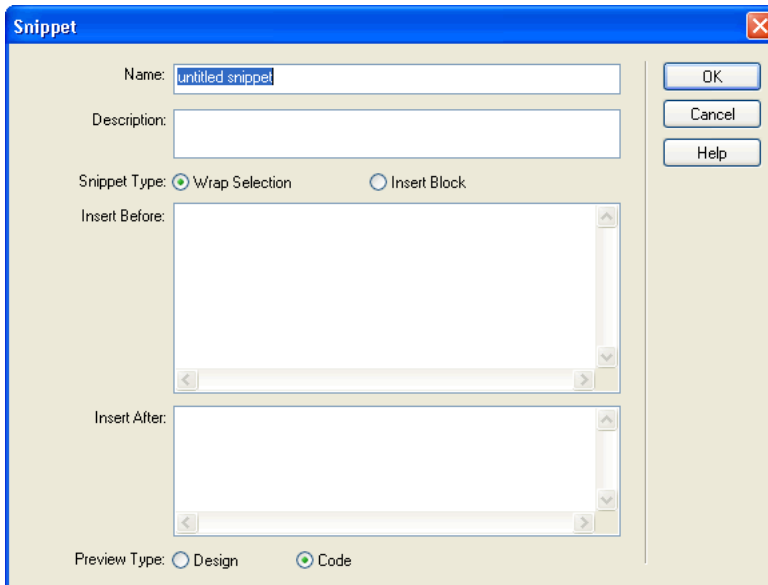 Snippet
Name: untitled snippet
OK
Description:
Cancel
Help
Snippet Type: Wrap Selection Insert Block
Insert Before:
Insert After:
Preview Type: Design Code